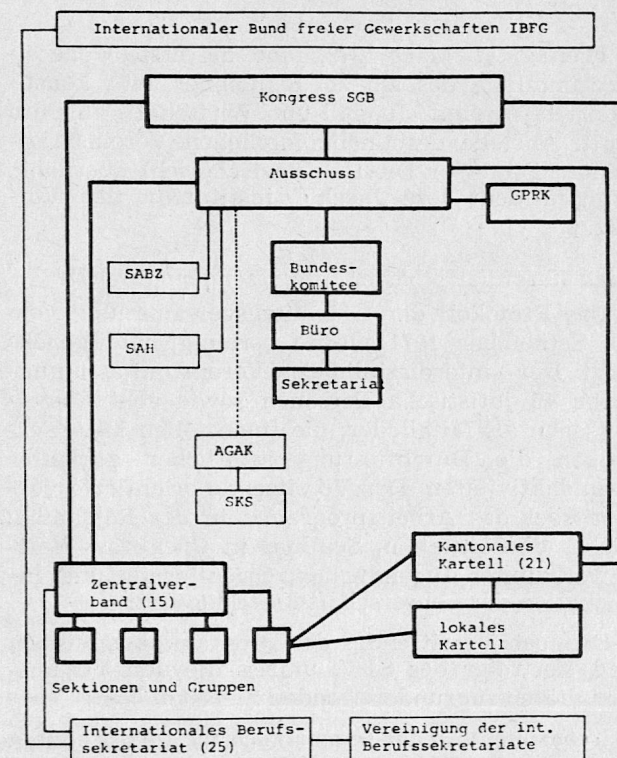 Internationaler Bund freier Gewerkschaften IBFG
Kongress SGB
Ausschuss
GPRK
SABZ
Bundes-
komitee
SAH
Büro
Sekretariat
AGAK
SKS
Zentralver-
band (15)
Kantonales
Kartell (21)
lokales
Kartell
Sektionen und Gruppen
Internationales Berufs-
sekretariat (25)
Vereinigung der int.
Berufssekretariate